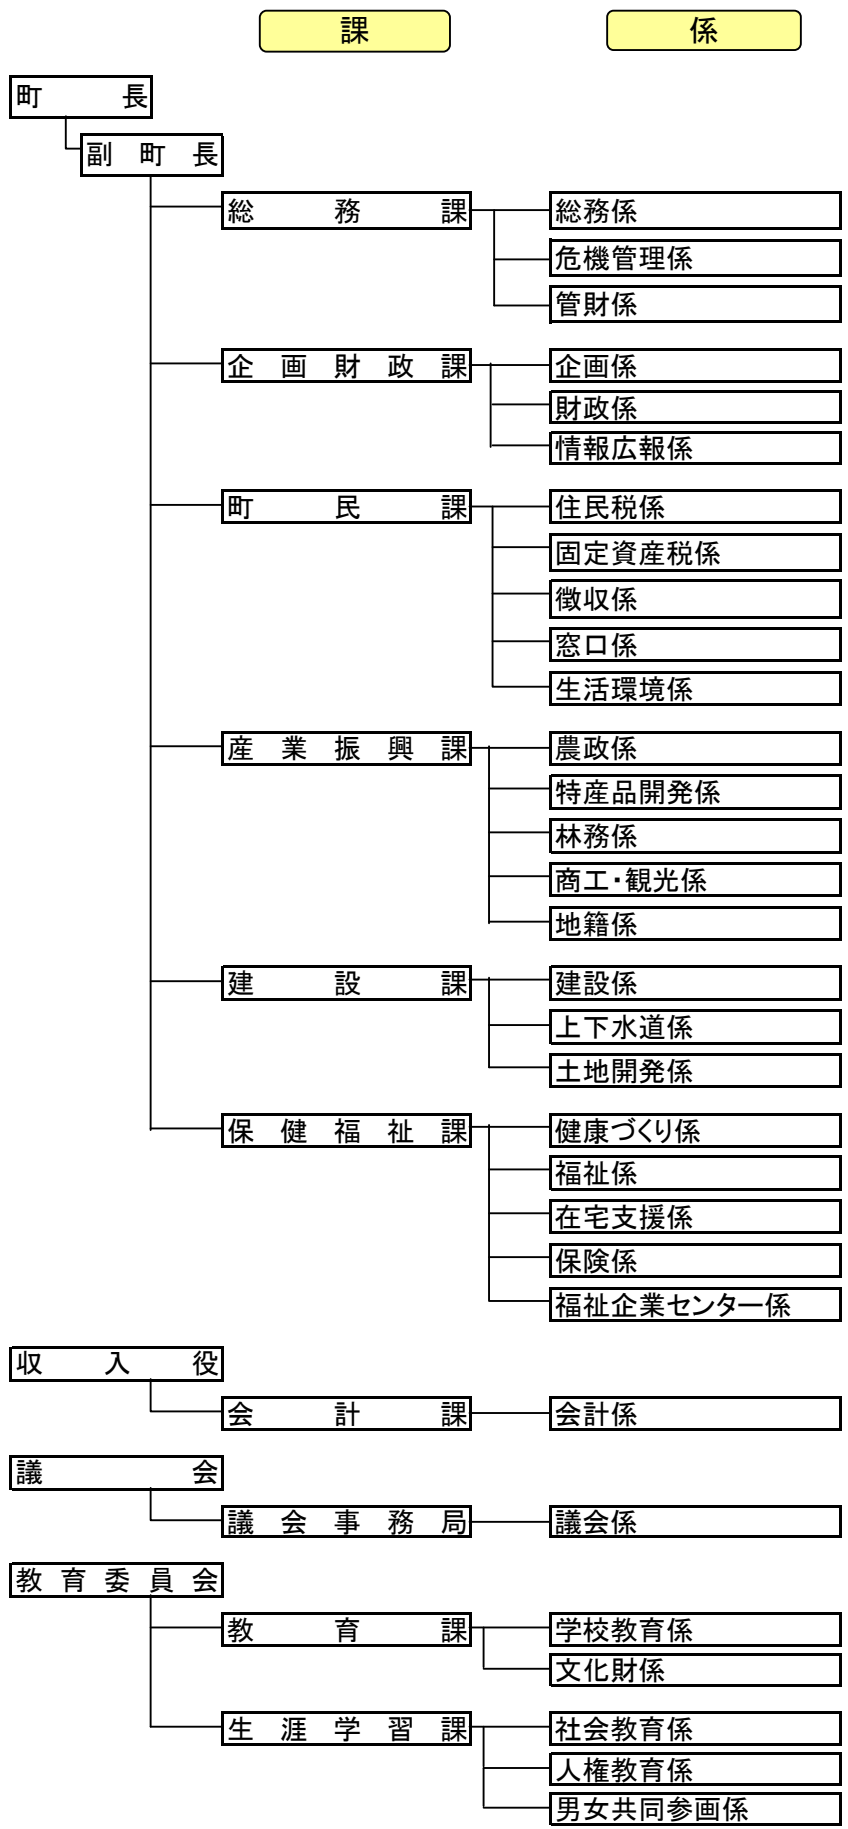 課 係
町長
副町長
総務課 総務係
危機管理係
管財係
企画財政課 企画係
財政係
情報広報係
町民課 住民税係
固定資産税係
徴収係
窓口係
生活環境係
産業振興課 農政係
特産品開発係
林務係
商工・観光係
地籍係
建設課 建設係
上下水道係
土地開発係
保健福祉課 健康づくり係
福祉係
在宅支援係
保険係
福祉企業センター係
収入役
会計課 会計係
議会
議会事務局 議会係
教育委員会
教育課 学校教育係
文化財係
生涯学習課 社会教育係
人権教育係
男女共同参画係